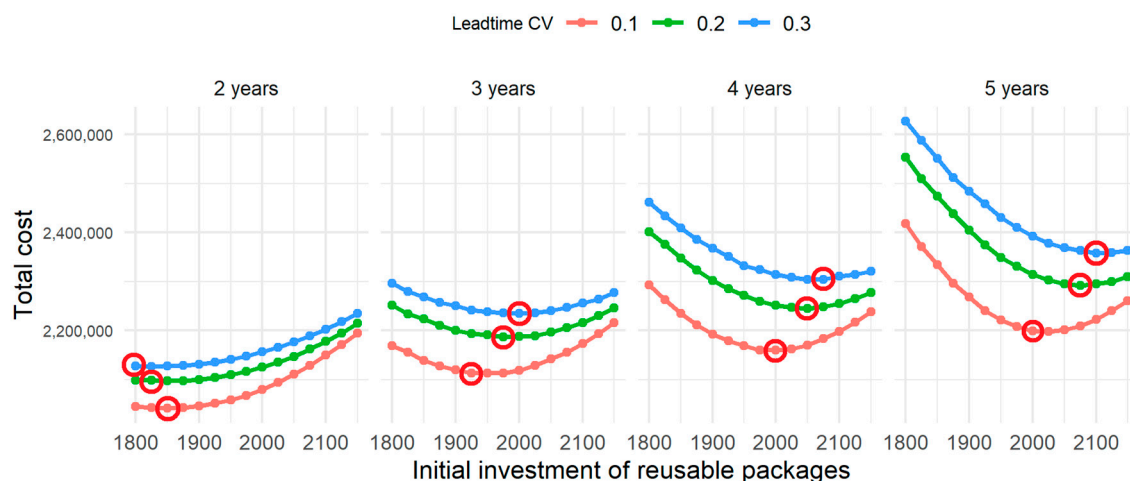 Leadtime CV 0.1 0.2 0.3
2 years 3 years 4 years 5 years
2,600,000
2,400,000
2,200,000
Total cost
1800 1900 2000 2100 1800 1900 2000 2100 1800 1900 2000 2100 1800 1900 2000 2100
Initial investment of reusable packages